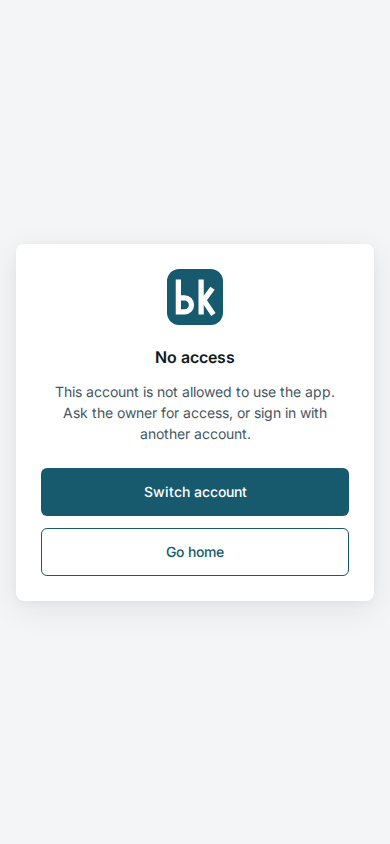 bk
No access
This account is not allowed to use the app.
Ask the owner for access, or sign in with
another account.
Switch account
Go home